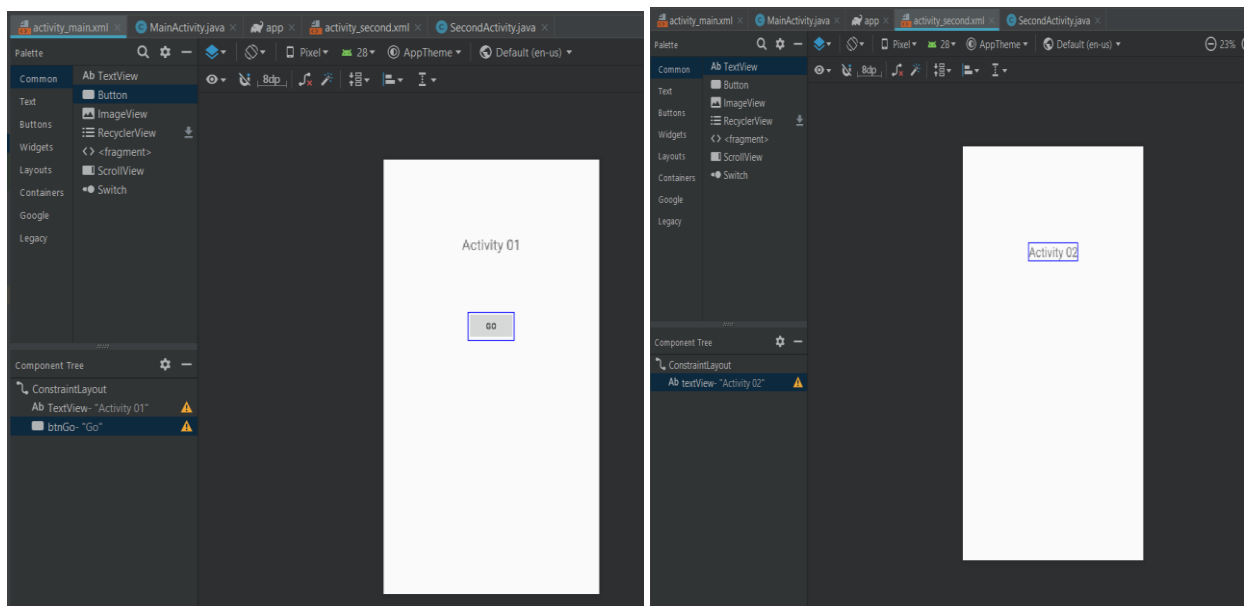 activity_main.xml × MainActivity.java × app × activity_second.xml × SecondActivity.java ×
Palette
Pixel 28 AppTheme Default (en-us)
Common
Text
Buttons
Widgets
Layouts
Containers
Google
Legacy
Ab TextView
Button
ImageView
RecyclerView
<fragment>
ScrollView
Switch
8dp
Activity 01
GO
Component Tree
ConstraintLayout
Ab TextView- "Activity 01"
btnGo- "Go"
activity_main.xml × MainActivity.java × app × activity_second.xml × SecondActivity.java ×
Palette
Pixel 28 AppTheme Default (en-us) 23%
Common
Text
Buttons
Widgets
Layouts
Containers
Google
Legacy
Ab TextView
Button
ImageView
RecyclerView
<fragment>
ScrollView
Switch
8dp
Activity 02
Component Tree
ConstraintLayout
Ab textView- "Activity 02"